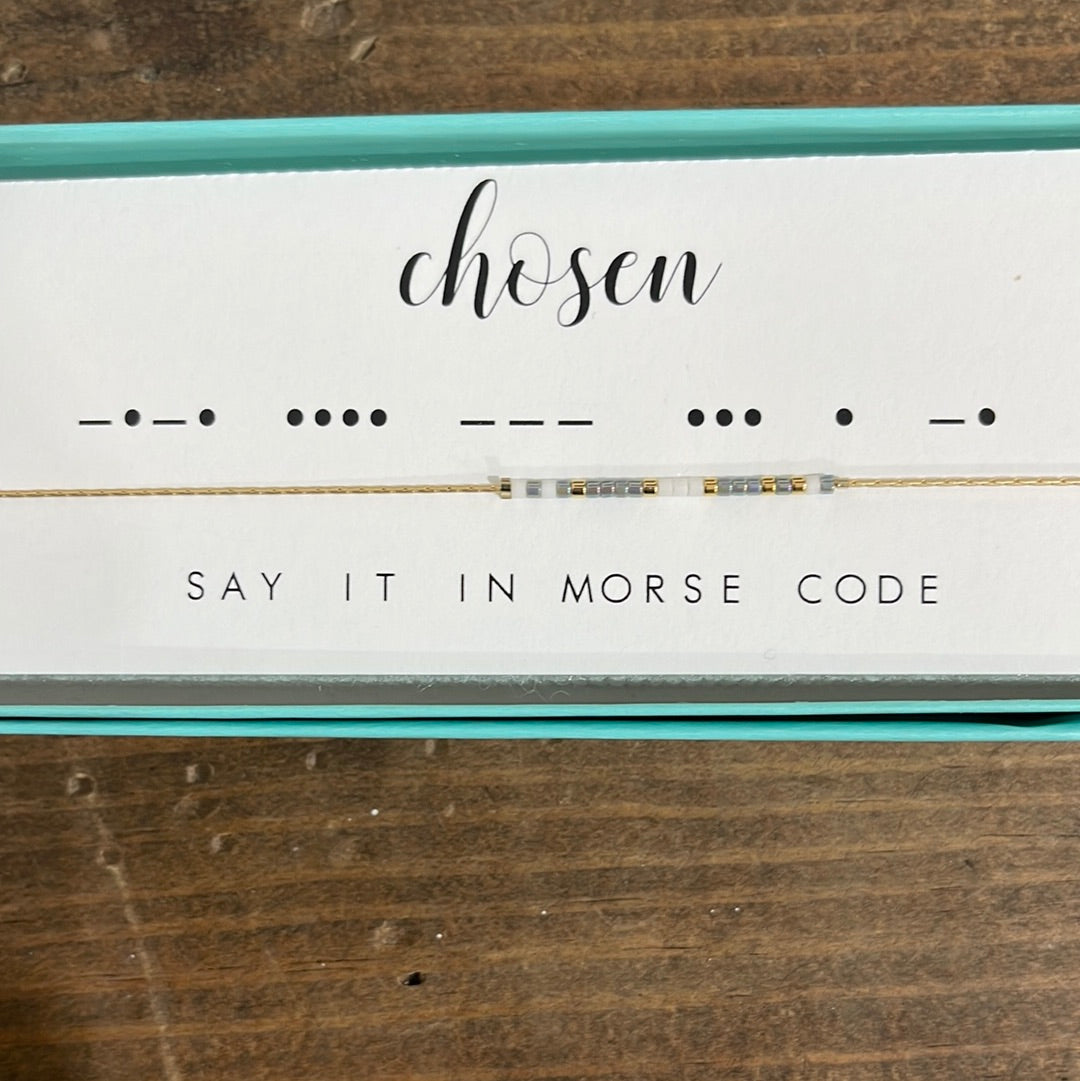 chosen
—•—• •••• — — — ••• • —•
SAY IT IN MORSE CODE